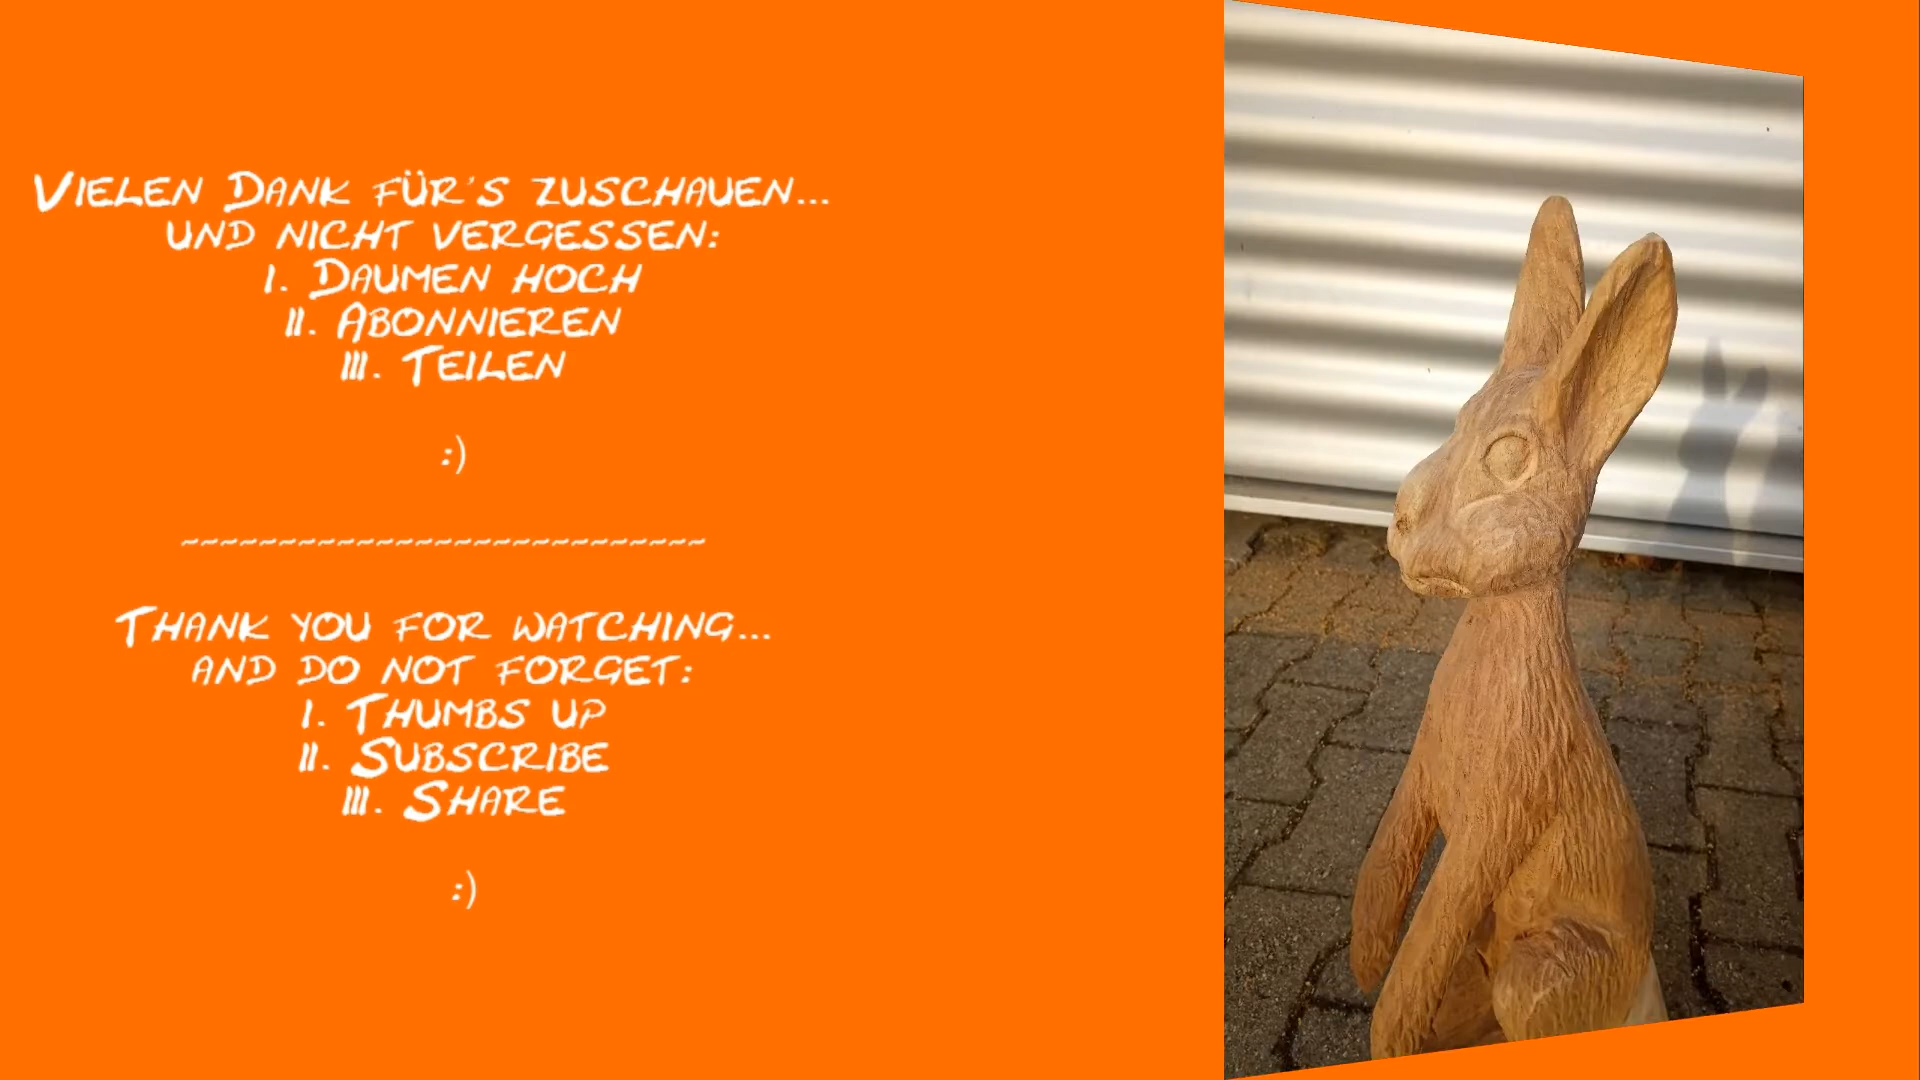 Vielen Dank für's zuschauen...
und nicht vergessen:
I. Daumen hoch
II. Abonnieren
III. Teilen
:)
~~~~~~~~~~~~~~~~~~~~~~~~~~~
Thank you for watching...
and do not forget:
I. Thumbs up
II. Subscribe
III. Share
:)